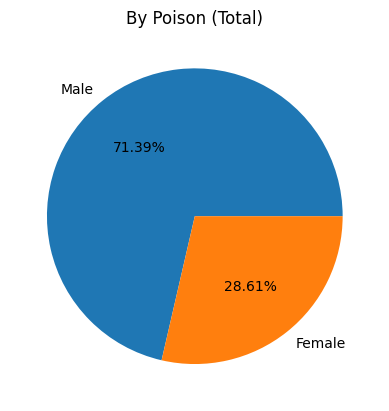 By Poison (Total)
Male
71.39%
28.61%
Female